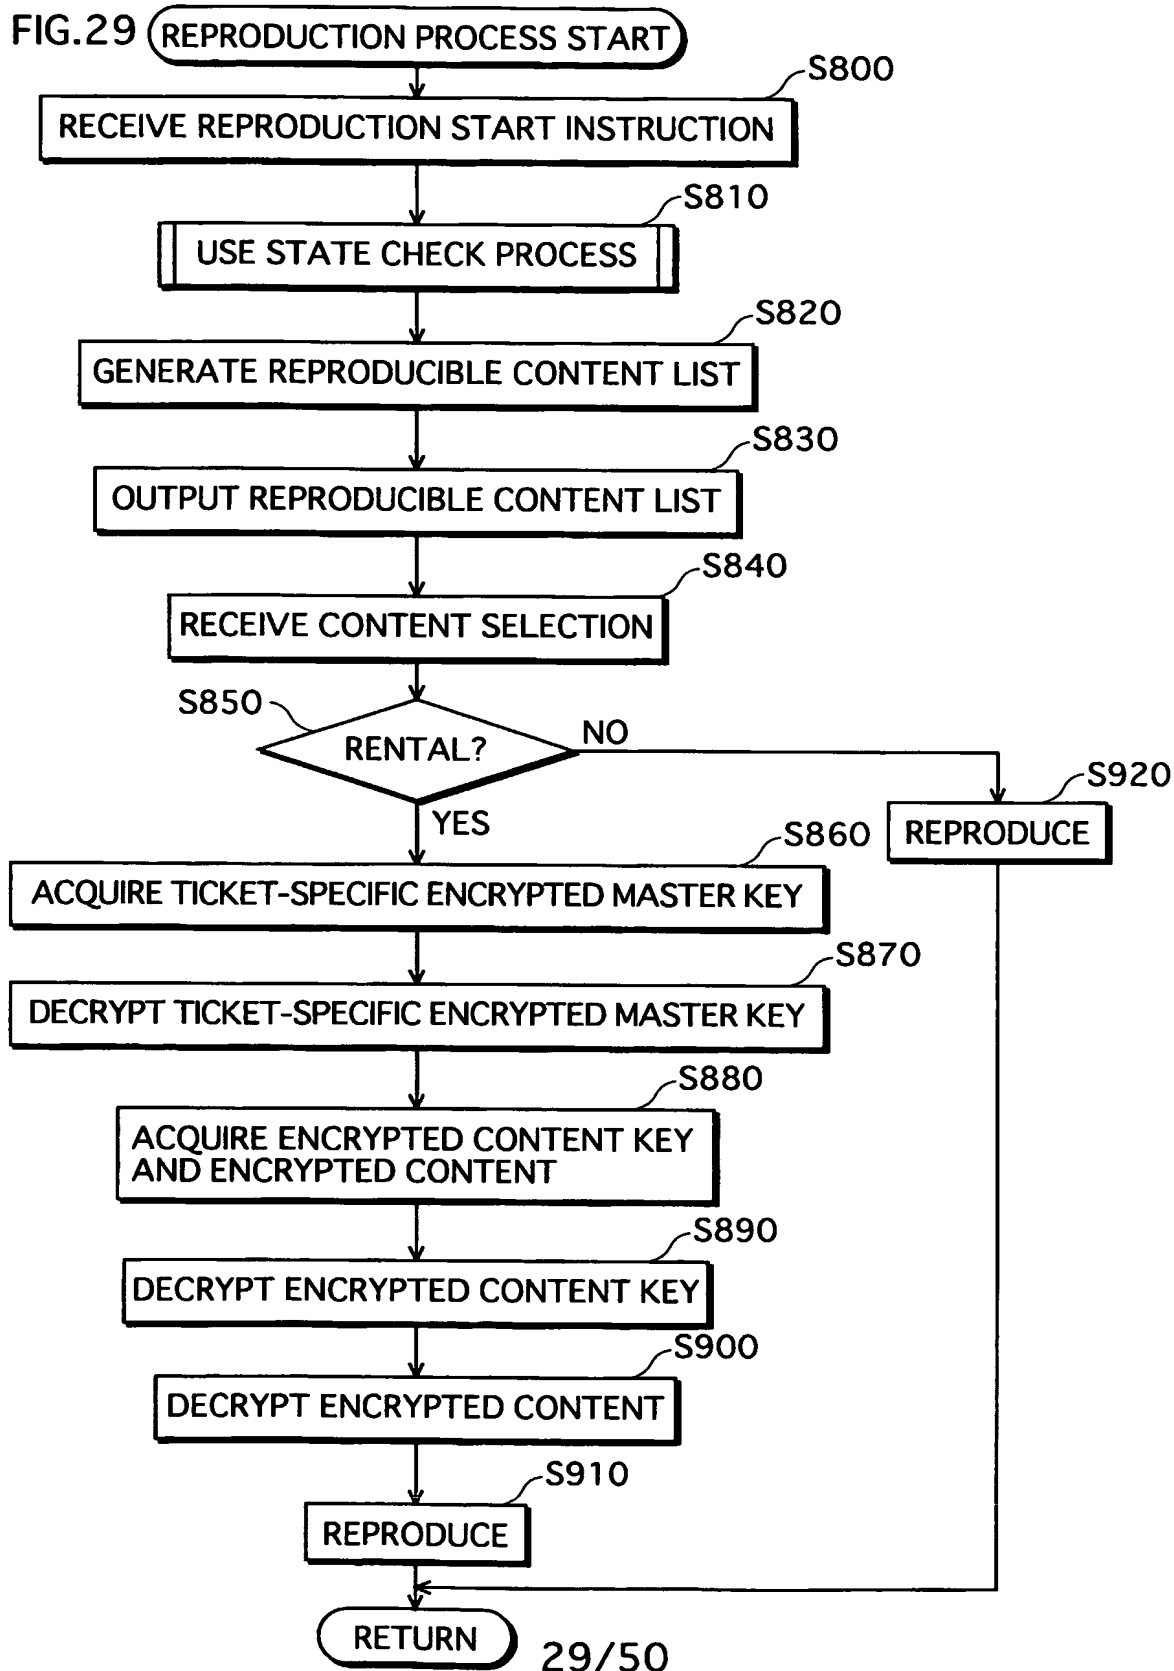 FIG.29
REPRODUCTION PROCESS START
S800
RECEIVE REPRODUCTION START INSTRUCTION
S810
USE STATE CHECK PROCESS
S820
GENERATE REPRODUCIBLE CONTENT LIST
S830
OUTPUT REPRODUCIBLE CONTENT LIST
S840
RECEIVE CONTENT SELECTION
S850
RENTAL?
NO
YES
S920
REPRODUCE
S860
ACQUIRE TICKET-SPECIFIC ENCRYPTED MASTER KEY
S870
DECRYPT TICKET-SPECIFIC ENCRYPTED MASTER KEY
S880
ACQUIRE ENCRYPTED CONTENT KEY
AND ENCRYPTED CONTENT
S890
DECRYPT ENCRYPTED CONTENT KEY
S900
DECRYPT ENCRYPTED CONTENT
S910
REPRODUCE
RETURN
29/50